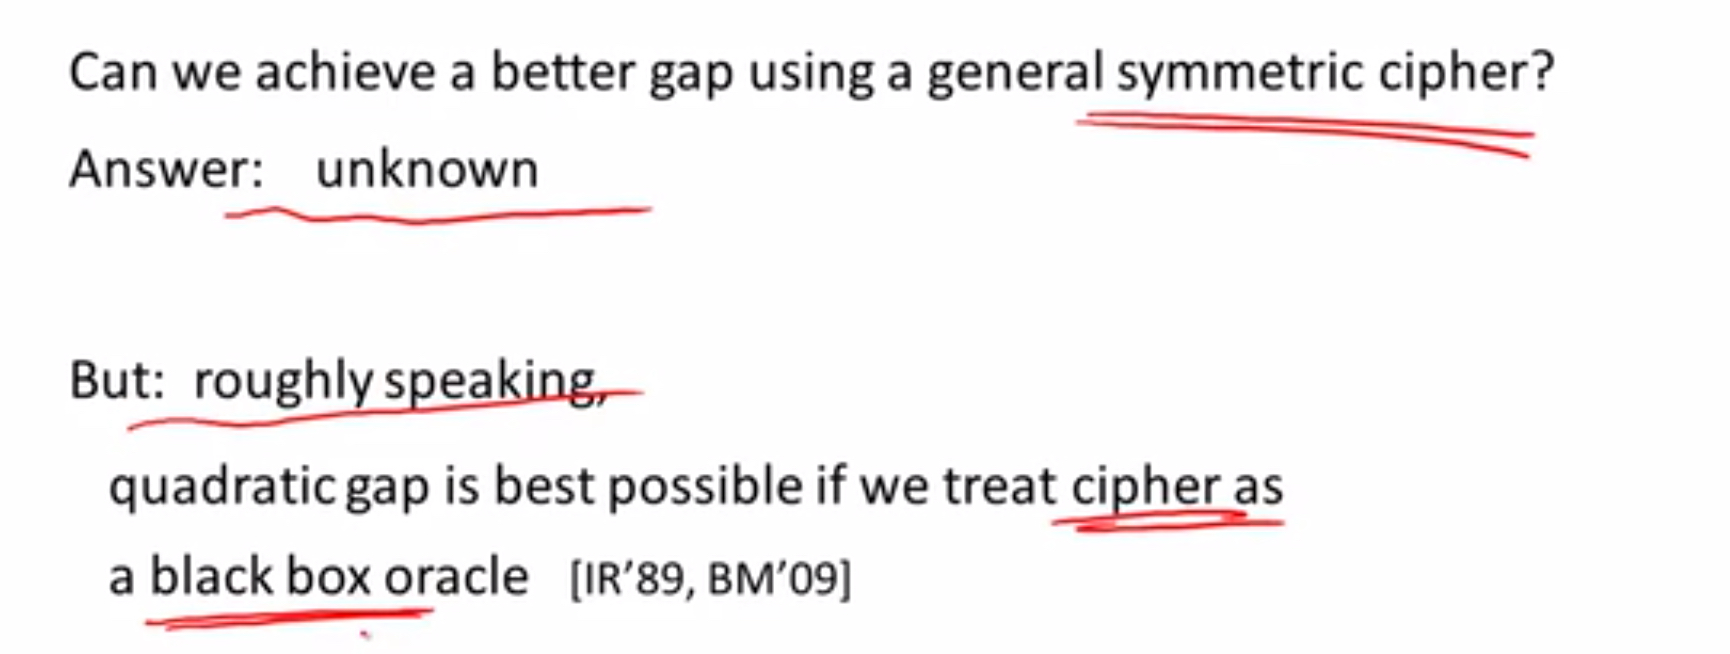 Can we achieve a better gap using a general symmetric cipher?
Answer: unknown
But: roughly speaking,
quadratic gap is best possible if we treat cipher as
a black box oracle [IR’89, BM’09]